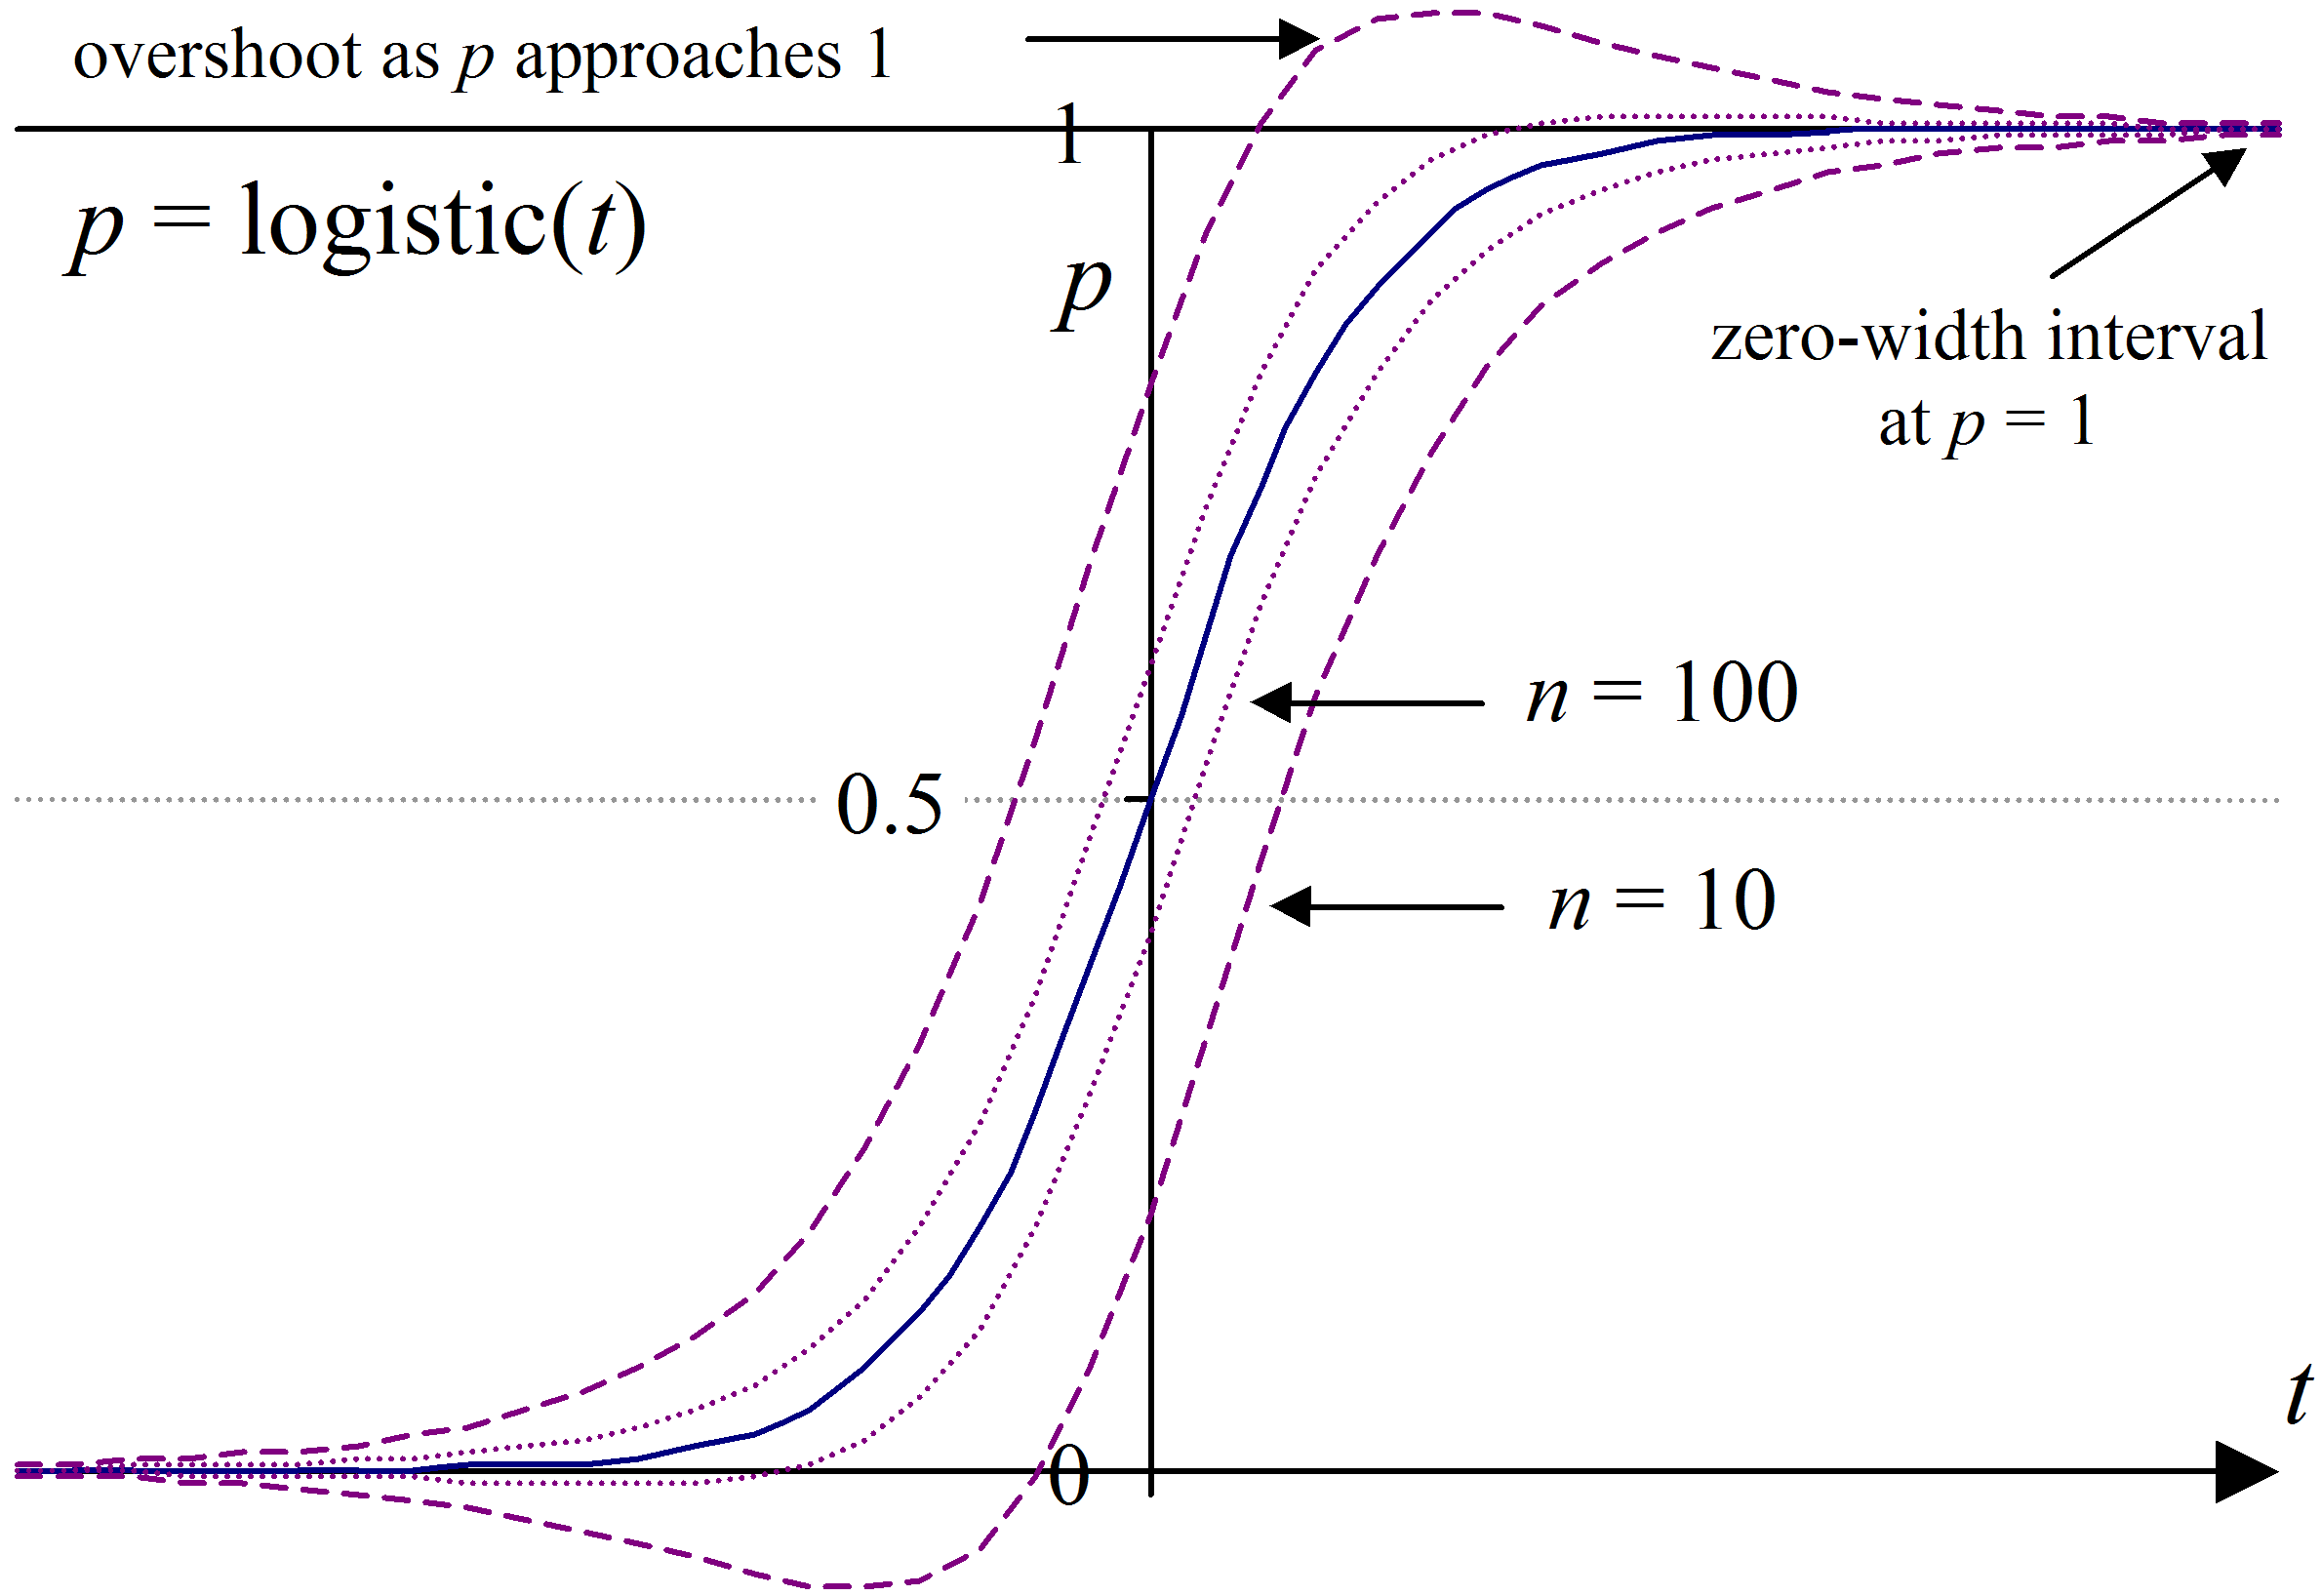 overshoot as p approaches 1
1
p = logistic(t)
p
zero-width interval
at p = 1
n = 100
0.5
n = 10
t
0